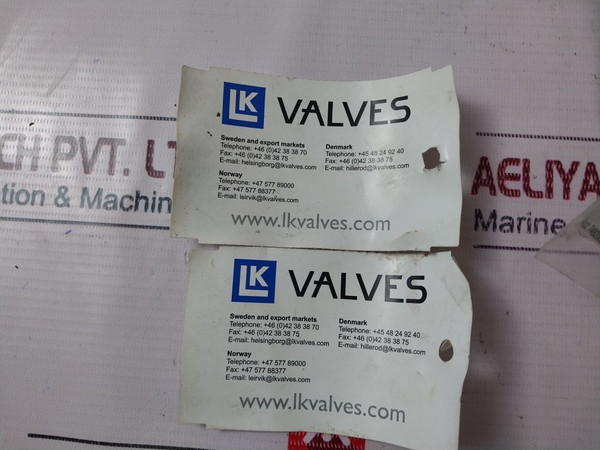 LK VALVES
Sweden and export markets
Telephone: +46 (0)42 38 38 70
Fax: +46 (0)42 38 38 75
E-mail: helsingborg@lkvalves.com
Denmark
Telephone: +45 48 24 92 40
Fax: +46 (0)42 38 38 75
E-mail: hillerod@lkvalves.com
Norway
Telephone: +47 577 89000
Fax: +47 577 88377
E-mail: leirvik@lkvalves.com
www.lkvalves.com
CH PVT. LT
AELIYA
tion & Machin
Marine
LK VALVES
Sweden and export markets
Telephone: +46 (0)42 38 38 70
Fax: +46 (0)42 38 38 75
E-mail: helsingborg@lkvalves.com
Denmark
Telephone: +45 48 24 92 40
Fax: +46 (0)42 38 38 75
E-mail: hillerod@lkvalves.com
Norway
Telephone: +47 577 89000
Fax: +47 577 88377
E-mail: leirvik@lkvalves.com
www.lkvalves.com